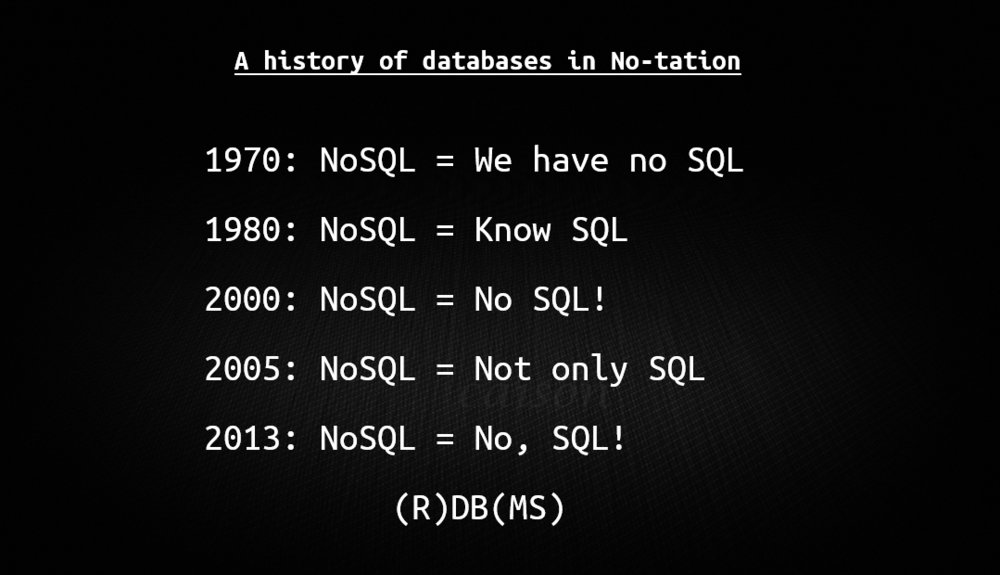 A history of databases in No-tation
1970: NoSQL = We have no SQL
1980: NoSQL = Know SQL
2000: NoSQL = No SQL!
2005: NoSQL = Not only SQL
2013: NoSQL = No, SQL!
(R)DB(MS)